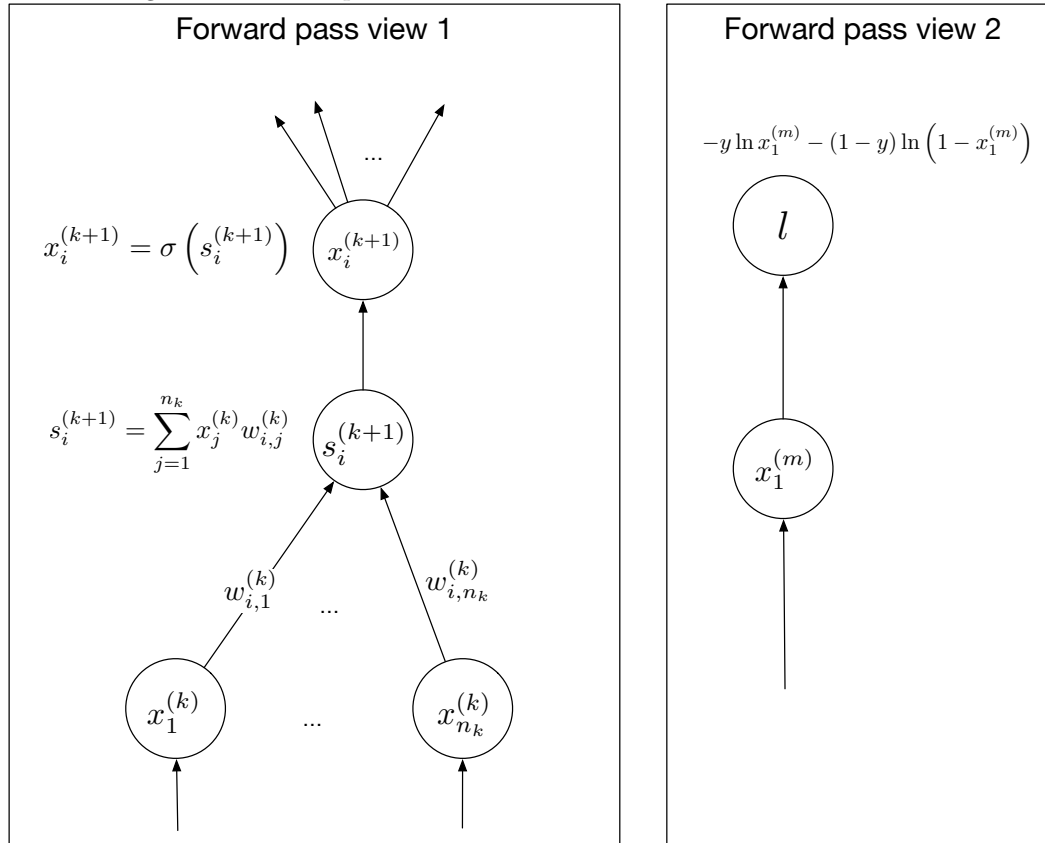 Forward pass view 1
...
x_i^{(k+1)} = σ(s_i^{(k+1)})
x_i^{(k+1)}
s_i^{(k+1)} = \sum_{j=1}^{n_k} x_j^{(k)} w_{i,j}^{(k)}
s_i^{(k+1)}
w_{i,1}^{(k)}
...
w_{i,n_k}^{(k)}
x_1^{(k)}
...
x_{n_k}^{(k)}
Forward pass view 2
-y \ln x_1^{(m)} - (1 - y) \ln(1 - x_1^{(m)})
l
x_1^{(m)}